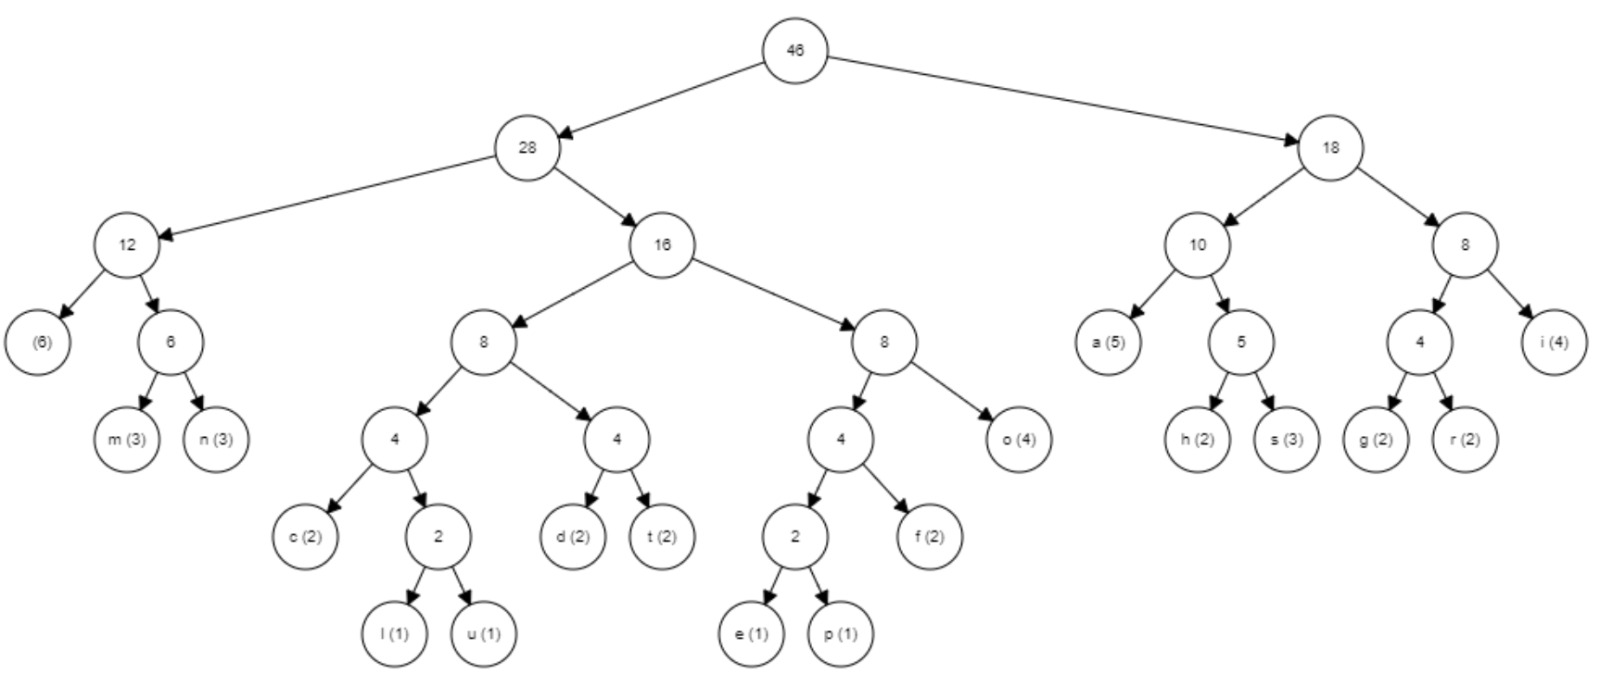 46
28 18
12 16 10 8
(6) 6 8 8 a (5) 5 4 i (4)
m (3) n (3) 4 4 4 o (4) h (2) s (3) g (2) r (2)
c (2) 2 d (2) t (2) 2 f (2)
l (1) u (1) e (1) p (1)